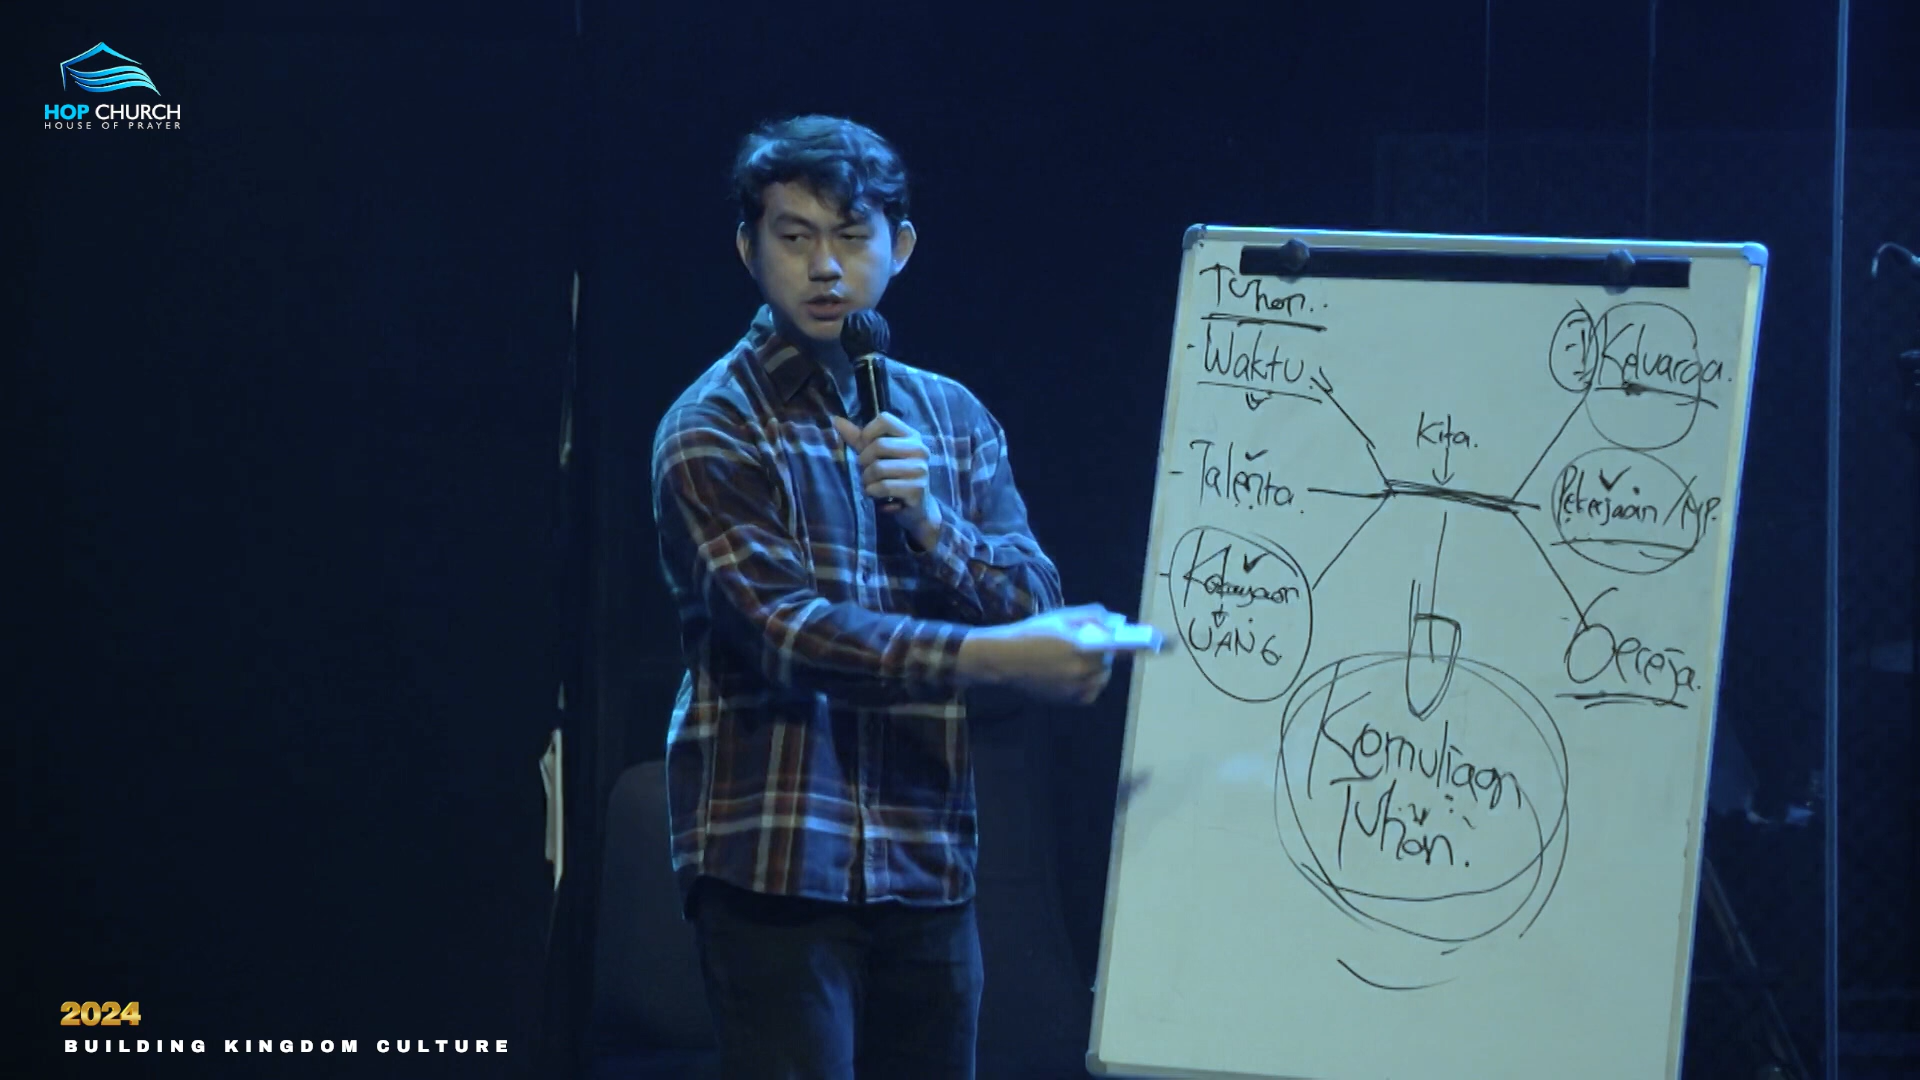 HOP CHURCH
HOUSE OF PRAYER
Tuhan..
- Waktu
- Talenta.
- Kekayaan
UANG
Kita.
Keluarga.
Pekerjaan /
Gereja.
Kemuliaan
Tuhan.
2024
BUILDING KINGDOM CULTURE